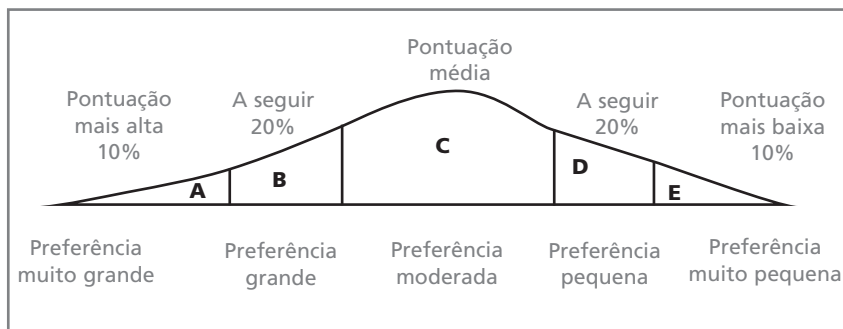 Pontuação
média
Pontuação
mais alta
10%
A seguir
20%
A seguir
20%
Pontuação
mais baixa
10%
A
B
C
D
E
Preferência
muito grande
Preferência
grande
Preferência
moderada
Preferência
pequena
Preferência
muito pequena